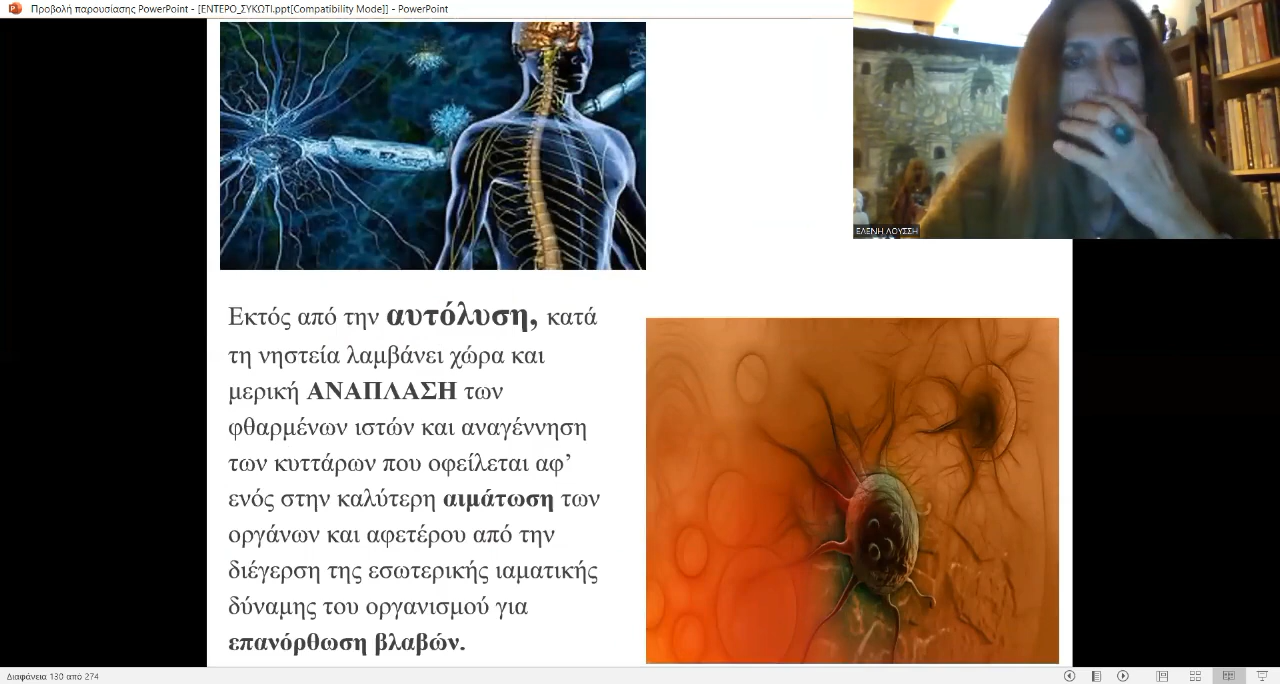 Προβολή παρουσίασης PowerPoint - [ΕΝΤΕΡΟ_ΣΥΚΩΤΙ.ppt[Compatibility Mode]] - PowerPoint
ΕΛΕΝΗ ΛΟΥΣΣΗ
Εκτός από την αυτόλυση, κατά
τη νηστεία λαμβάνει χώρα και
μερική ΑΝΑΠΛΑΣΗ των
φθαρμένων ιστών και αναγέννηση
των κυττάρων που οφείλεται αφ’
ενός στην καλύτερη αιμάτωση των
οργάνων και αφετέρου από την
διέγερση της εσωτερικής ιαματικής
δύναμης του οργανισμού για
επανόρθωση βλαβών.
Διαφάνεια 130 από 274